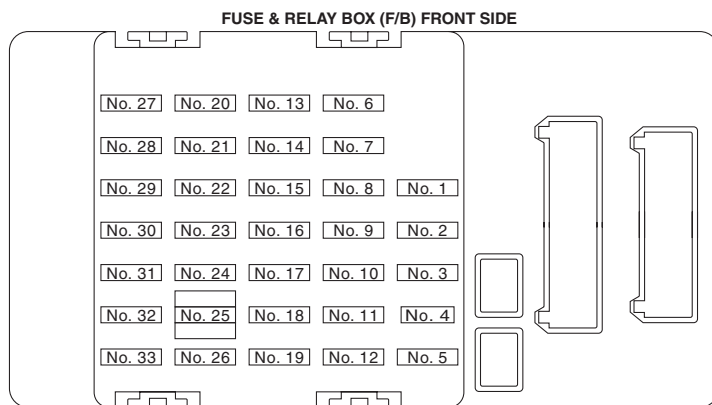 FUSE & RELAY BOX (F/B) FRONT SIDE
No. 27 No. 20 No. 13 No. 6
No. 28 No. 21 No. 14 No. 7
No. 29 No. 22 No. 15 No. 8 No. 1
No. 30 No. 23 No. 16 No. 9 No. 2
No. 31 No. 24 No. 17 No. 10 No. 3
No. 32 No. 25 No. 18 No. 11 No. 4
No. 33 No. 26 No. 19 No. 12 No. 5